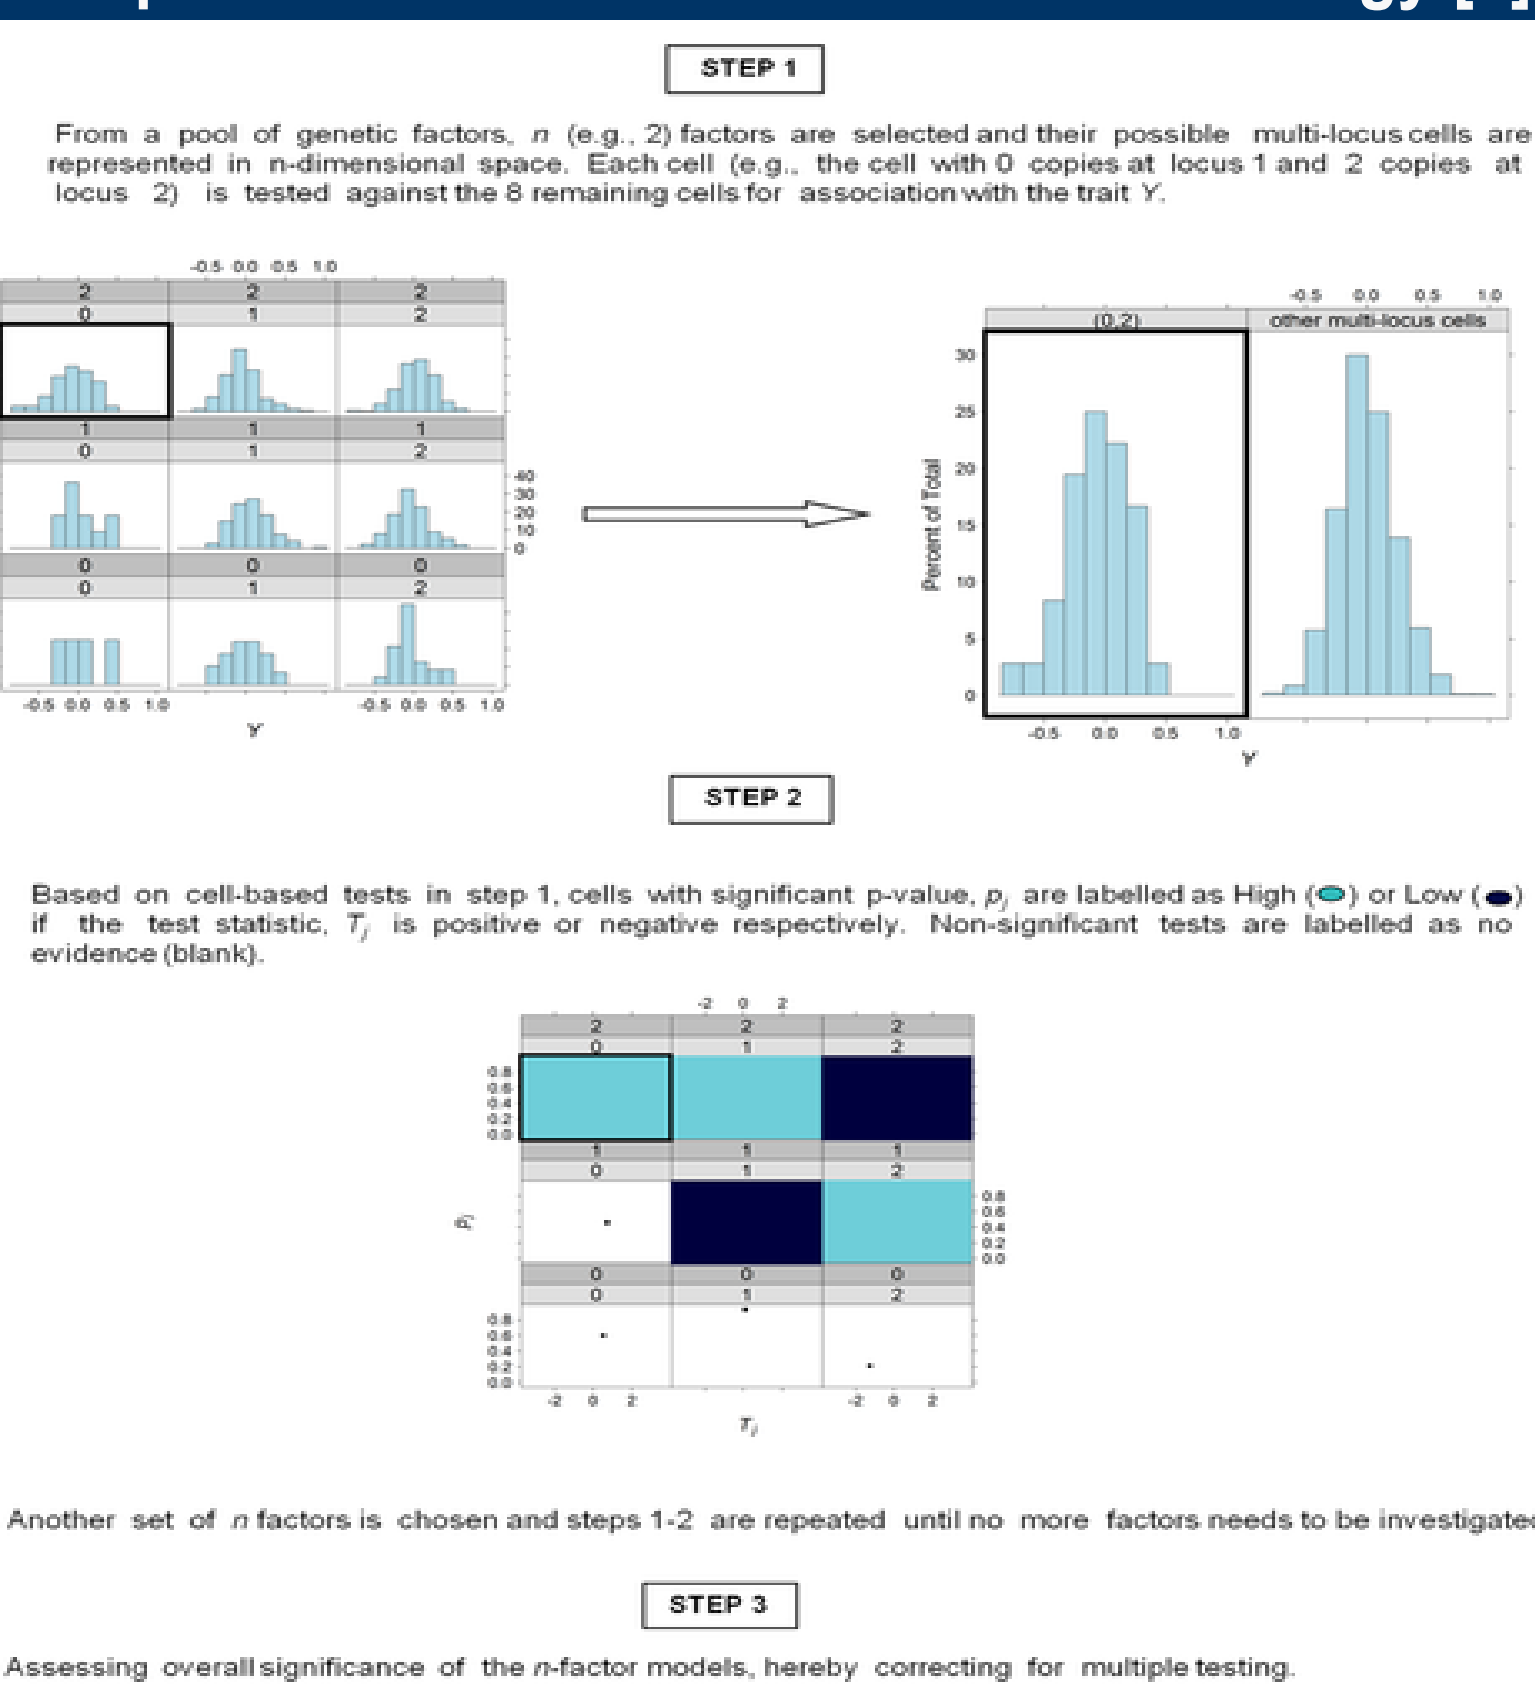 STEP 1
From a pool of genetic factors, n (e.g., 2) factors are selected and their possible multi-locus cells are
represented in n-dimensional space. Each cell (e.g., the cell with 0 copies at locus 1 and 2 copies at
locus 2) is tested against the 8 remaining cells for association with the trait Y.
-0.5 0.0 0.5 1.0
2 2 2
0 1 2
1 1 1
0 1 2
40
30
20
10
0
0 0 0
0 1 2
-0.5 0.0 0.5 1.0 -0.5 0.0 0.5 1.0
Y
-0.5 0.0 0.5 1.0
(0,2) other multi-locus cells
Percent of Total
30
25
20
15
10
5
0
-0.5 0.0 0.5 1.0
Y
STEP 2
Based on cell-based tests in step 1, cells with significant p-value, pj are labelled as High ( ) or Low ( )
if the test statistic, Tj is positive or negative respectively. Non-significant tests are labelled as no
evidence (blank).
-2 0 2
2 2 2
0 1 2
0.8
0.6
0.4
0.2
0.0
1 1 1
0 1 2
pj
0.8
0.6
0.4
0.2
0.0
0 0 0
0 1 2
0.8
0.6
0.4
0.2
0.0
-2 0 2 -2 0 2
Tj
Another set of n factors is chosen and steps 1-2 are repeated until no more factors needs to be investigated
STEP 3
Assessing overall significance of the n-factor models, hereby correcting for multiple testing.